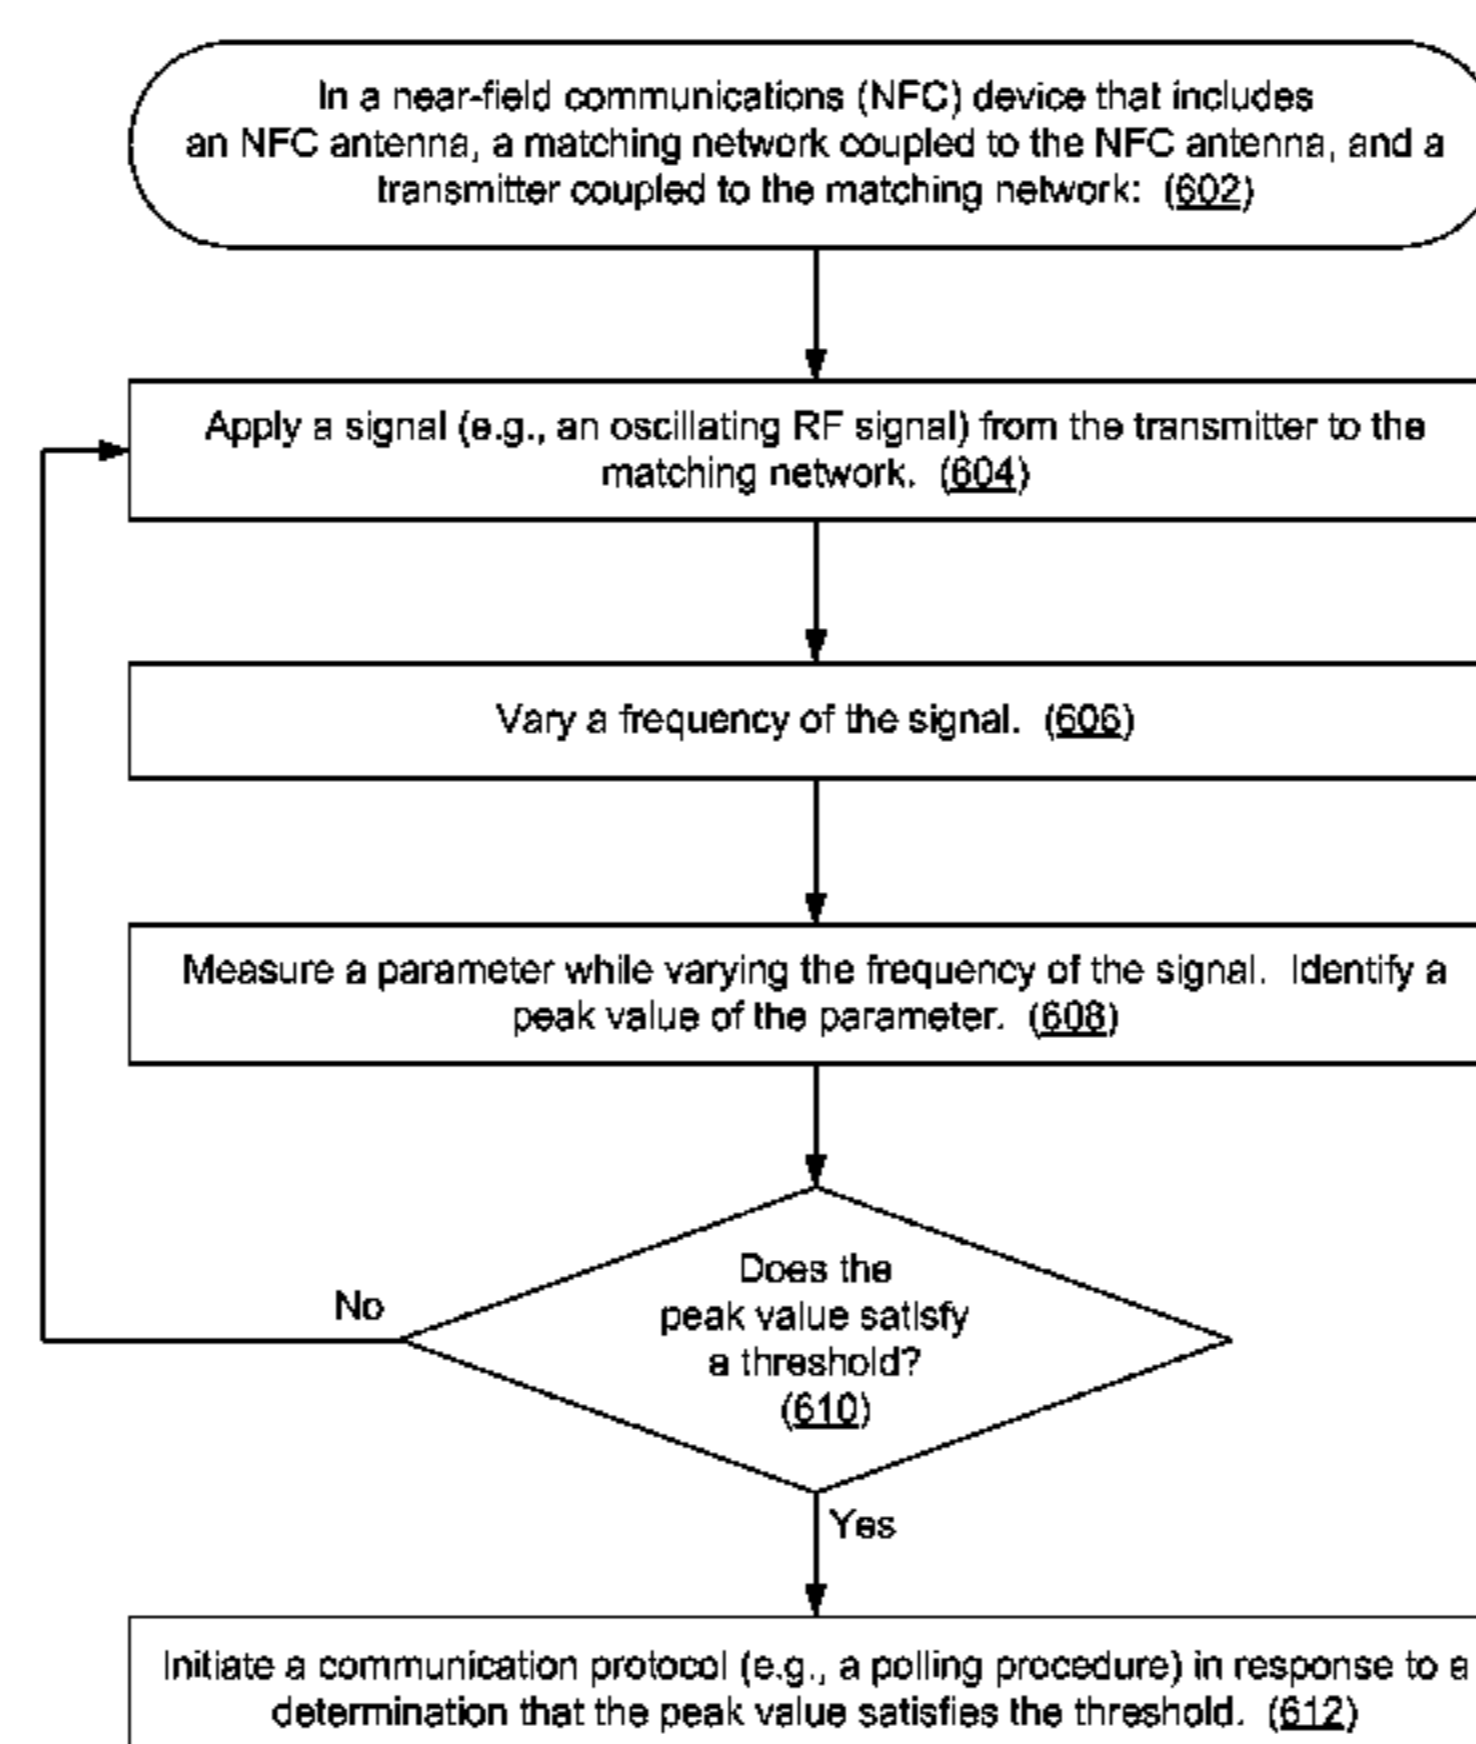 In a near-field communications (NFC) device that includes
an NFC antenna, a matching network coupled to the NFC antenna, and a
transmitter coupled to the matching network: (602)
Apply a signal (e.g., an oscillating RF signal) from the transmitter to the
matching network. (604)
Vary a frequency of the signal. (606)
Measure a parameter while varying the frequency of the signal. Identify a
peak value of the parameter. (608)
Does the
peak value satisfy
a threshold?
(610)
No
Yes
Initiate a communication protocol (e.g., a polling procedure) in response to a
determination that the peak value satisfies the threshold. (612)